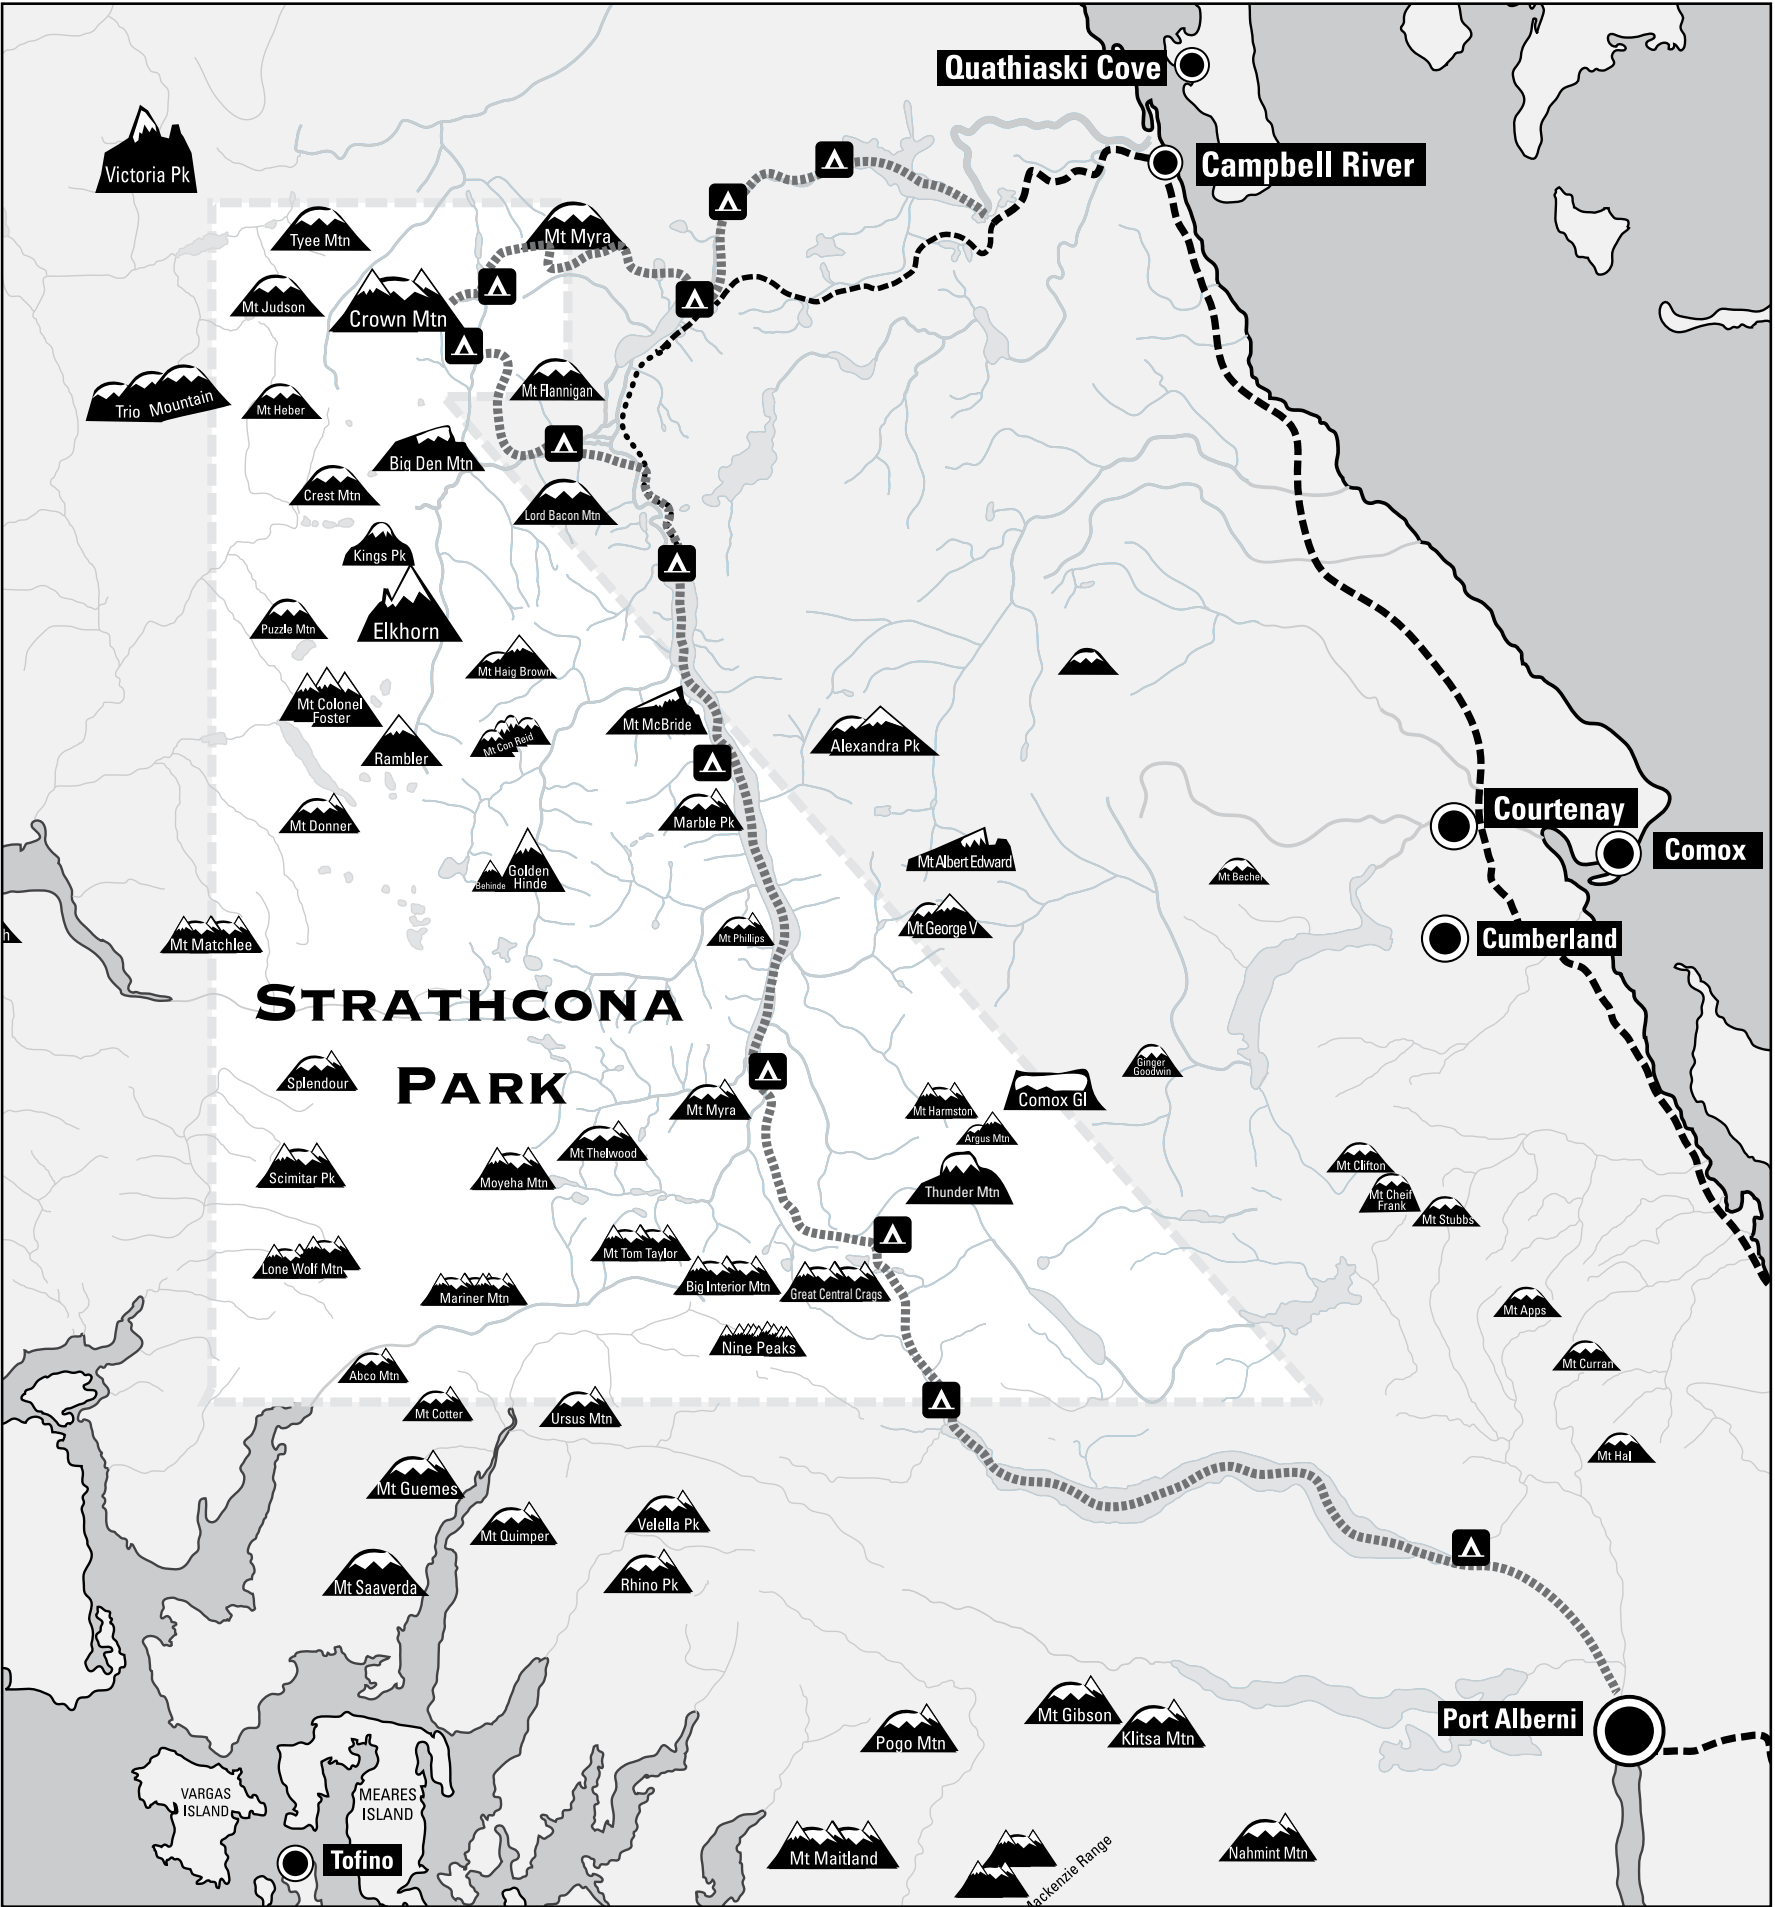 Quathiaski Cove
Campbell River
Victoria Pk
Tyee Mtn
Mt Myra
Mt Judson
Crown Mtn
Trio Mountain
Mt Heber
Mt Flannigan
Big Den Mtn
Crest Mtn
Lord Bacon Mtn
Kings Pk
Puzzle Mtn
Elkhorn
Mt Haig Brown
Mt Colonel
Foster
Mt McBride
Rambler
Mt Con Reid
Alexandra Pk
Mt Donner
Marble Pk
Courtenay
Comox
Mt Albert Edward
Mt Becher
Golden
Hinde
Behinde
Mt Matchlee
Mt Phillips
Mt George V
Cumberland
h
STRATHCONA
PARK
Splendour
Ginger
Goodwin
Mt Myra
Mt Harmston
Comox Gl
Argus Mtn
Mt Thelwood
Scimitar Pk
Moyeha Mtn
Thunder Mtn
Mt Clifton
Mt Cheif
Frank
Mt Stubbs
Lone Wolf Mtn
Mt Tom Taylor
Mariner Mtn
Big Interior Mtn
Great Central Crags
Mt Apps
Nine Peaks
Mt Curran
Abco Mtn
Mt Cotter
Ursus Mtn
Mt Hal
Mt Guemes
Mt Quimper
Velella Pk
Mt Saaverda
Rhino Pk
Mt Gibson
Klitsa Mtn
Pogo Mtn
Port Alberni
VARGAS
ISLAND
MEARES
ISLAND
Tofino
Mt Maitland
Mackenzie Range
Nahmint Mtn